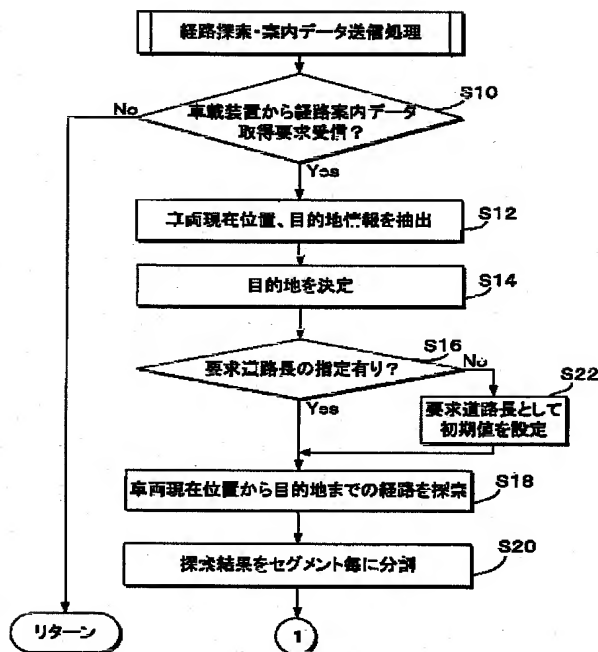 経路探索・案内データ送信処理
S10
No
車載装置から経路案内データ
取得要求受信？
Yes
車両現在位置、目的地情報を抽出
S12
目的地を決定
S14
S16
要求道路長の指定有り？
No
Yes
S22
要求道路長として
初期値を設定
車両現在位置から目的地までの経路を探索
S18
探索結果をセグメント毎に分割
S20
リターン
1